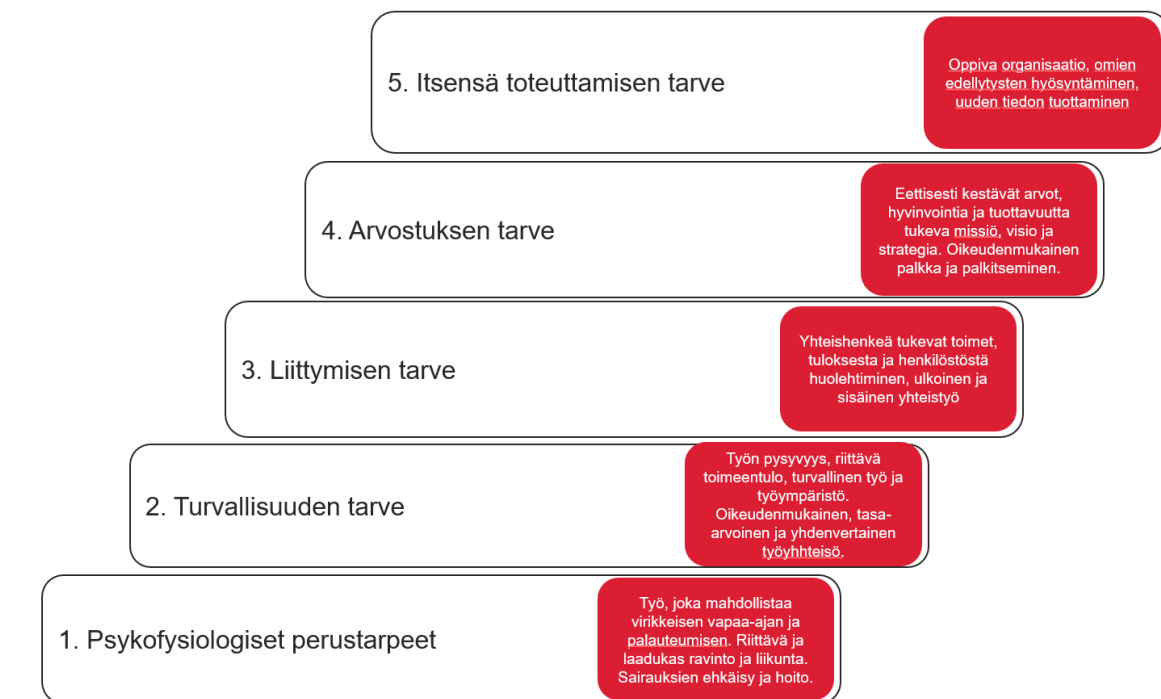 5. Itsensä toteuttamisen tarve
Oppiva organisaatio, omien
edellytysten hyösyntäminen,
uuden tiedon tuottaminen
4. Arvostuksen tarve
Eettisesti kestävät arvot,
hyvinvointia ja tuottavuutta
tukeva missiö, visio ja
strategia. Oikeudenmukainen
palkka ja palkitseminen.
3. Liittymisen tarve
Yhteishenkeä tukevat toimet,
tuloksesta ja henkilöstöstä
huolehtiminen, ulkoinen ja
sisäinen yhteistyö
2. Turvallisuuden tarve
Työn pysyvyys, riittävä
toimeentulo, turvallinen työ ja
työympäristö.
Oikeudenmukainen, tasa-
arvoinen ja yhdenvertainen
työyhhteisö.
1. Psykofysiologiset perustarpeet
Työ, joka mahdollistaa
virikkeisen vapaa-ajan ja
palauteumisen. Riittävä ja
laadukas ravinto ja liikunta.
Sairauksien ehkäisy ja hoito.